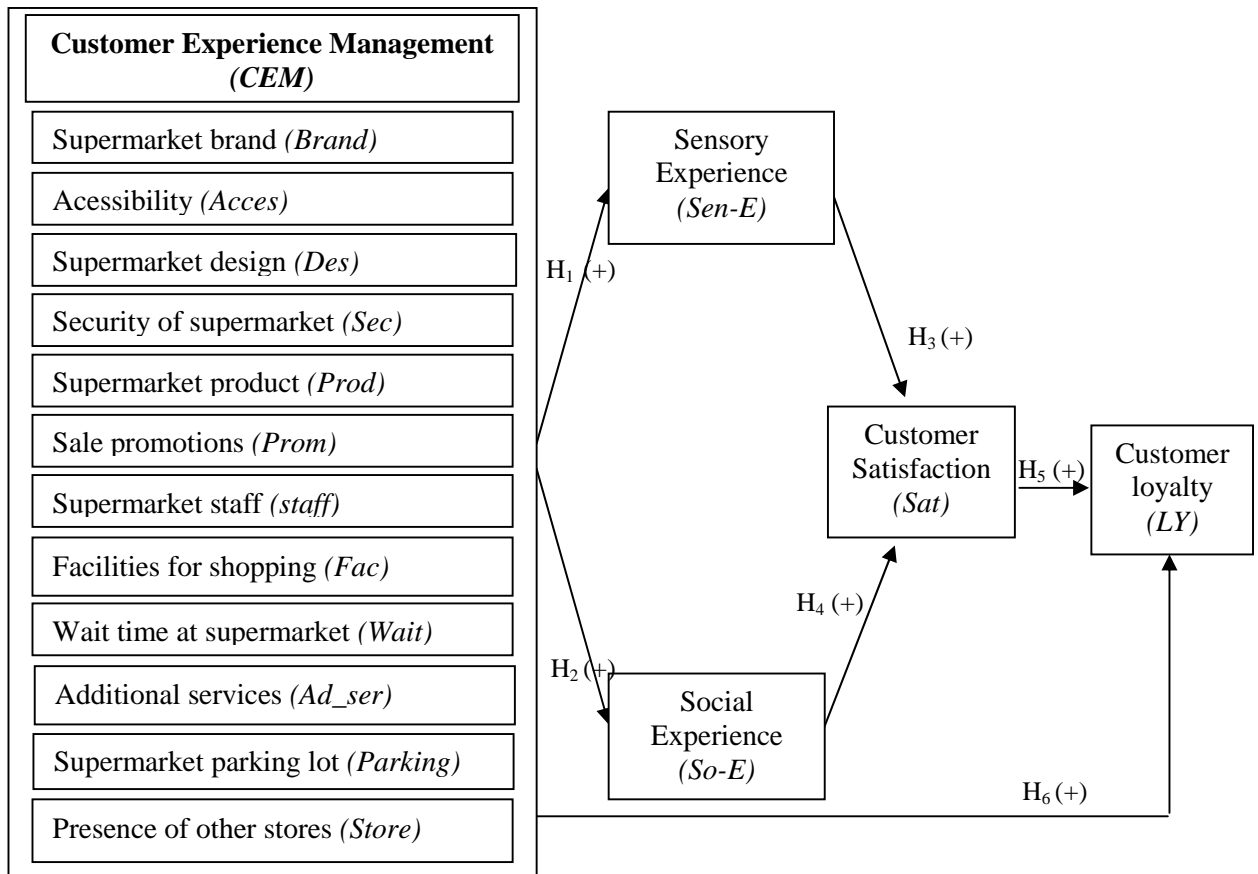 Customer Experience Management
(CEM)
Supermarket brand (Brand)
Acessibility (Acces)
Supermarket design (Des)
Security of supermarket (Sec)
Supermarket product (Prod)
Sale promotions (Prom)
Supermarket staff (staff)
Facilities for shopping (Fac)
Wait time at supermarket (Wait)
Additional services (Ad_ser)
Supermarket parking lot (Parking)
Presence of other stores (Store)
H1 (+)
H2 (+)
Sensory
Experience
(Sen-E)
Social
Experience
(So-E)
H3 (+)
H4 (+)
Customer
Satisfaction
(Sat)
H5 (+)
Customer
loyalty
(LY)
H6 (+)